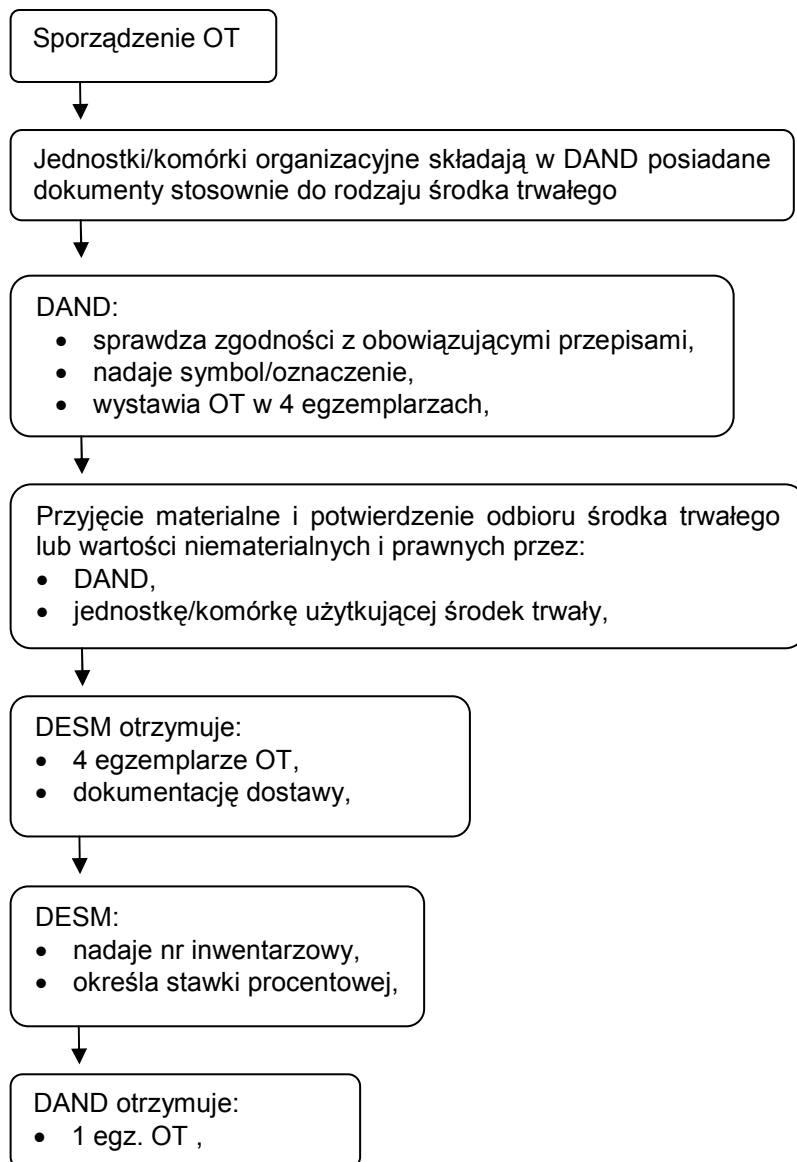 Sporządzenie OT
Jednostki/komórki organizacyjne składają w DAND posiadane
dokumenty stosownie do rodzaju środka trwałego
DAND:
• sprawdza zgodności z obowiązującymi przepisami,
• nadaje symbol/oznaczenie,
• wystawia OT w 4 egzemplarzach,
Przyjęcie materialne i potwierdzenie odbioru środka trwałego
lub wartości niematerialnych i prawnych przez:
• DAND,
• jednostkę/komórkę użytkującej środek trwały,
DESM otrzymuje:
• 4 egzemplarze OT,
• dokumentację dostawy,
DESM:
• nadaje nr inwentarzowy,
• określa stawki procentowej,
DAND otrzymuje:
• 1 egz. OT ,